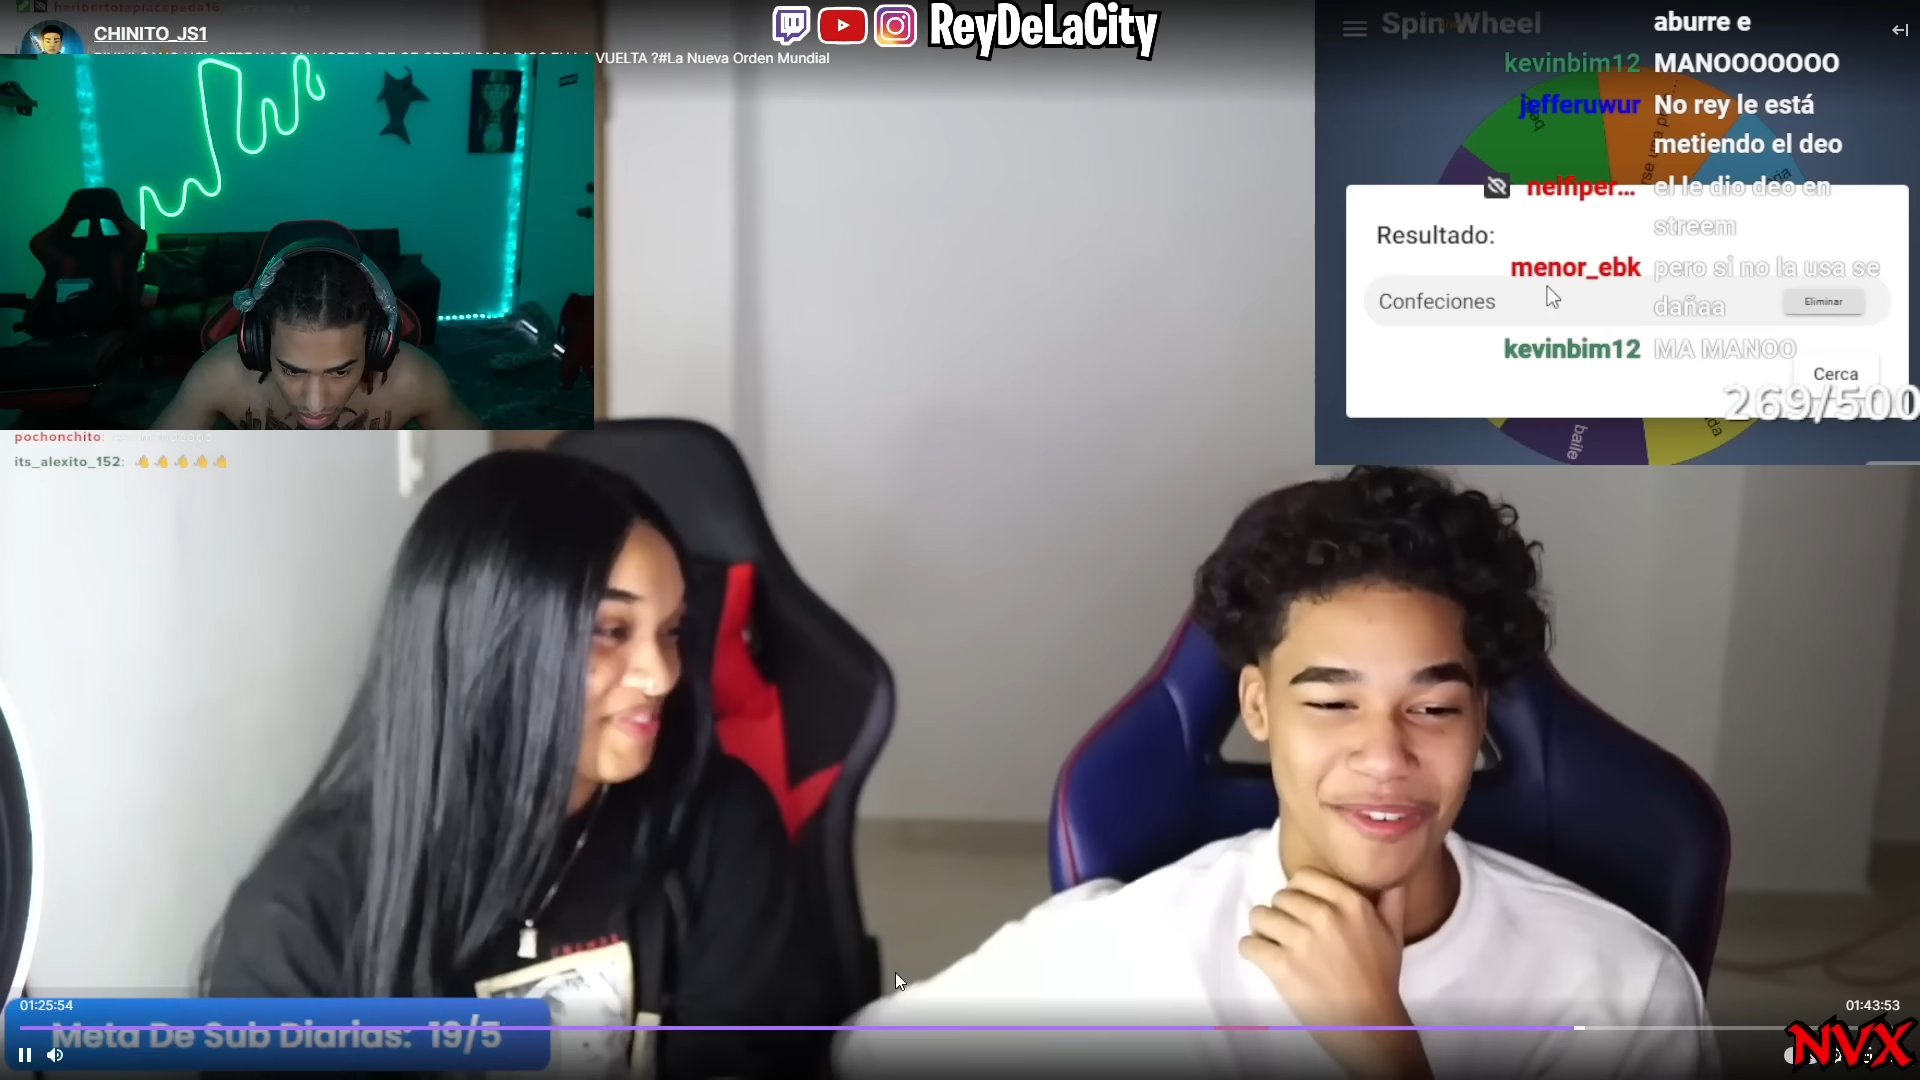 heribertotapiacepeda16
CHINITO_JS1
VUELTA ?#La Nueva Orden Mundial
ReyDeLaCity
Spin Wheel
aburre e
kevinbim12 MANOOOOOOO
jefferuwur No rey le está
metiendo el deo
nelfiper... el le dio deo en
streem
Resultado:
menor_ebk pero si no la usa se
dañaa
Confeciones
Eliminar
kevinbim12 MA MANOO
Cerca
269/500
baile
pochonchito:
its_alexito_152:
01:25:54
01:43:53
Meta De Sub Diarias: 19/5
NVX